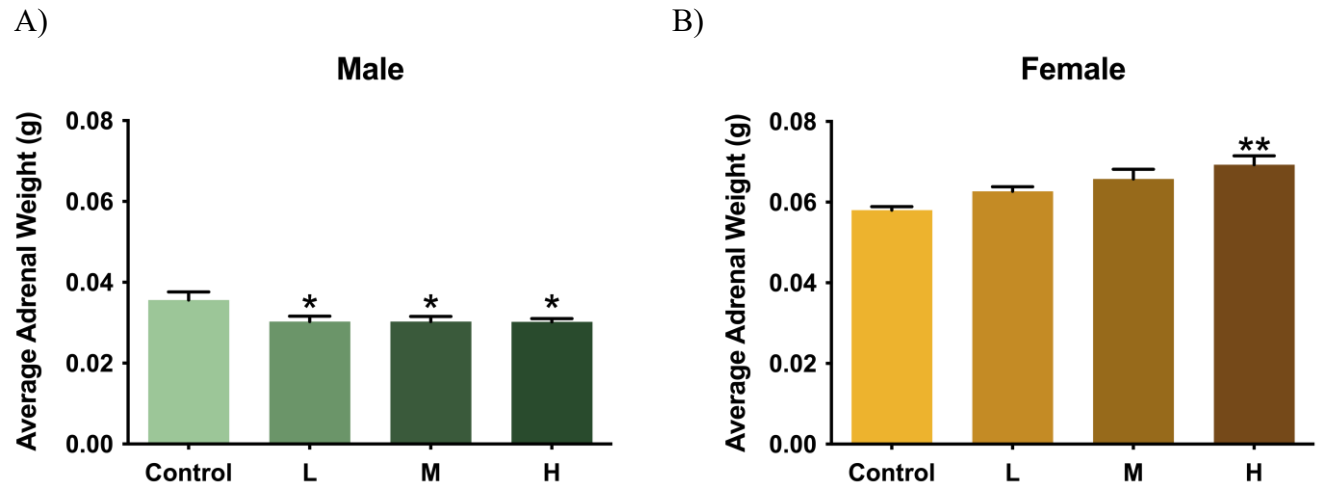 A)
Male
Average Adrenal Weight (g)
0.08
0.06
0.04
0.02
0.00
*
*
*
Control L M H
B)
Female
Average Adrenal Weight (g)
0.08
0.06
0.04
0.02
0.00
**
Control L M H